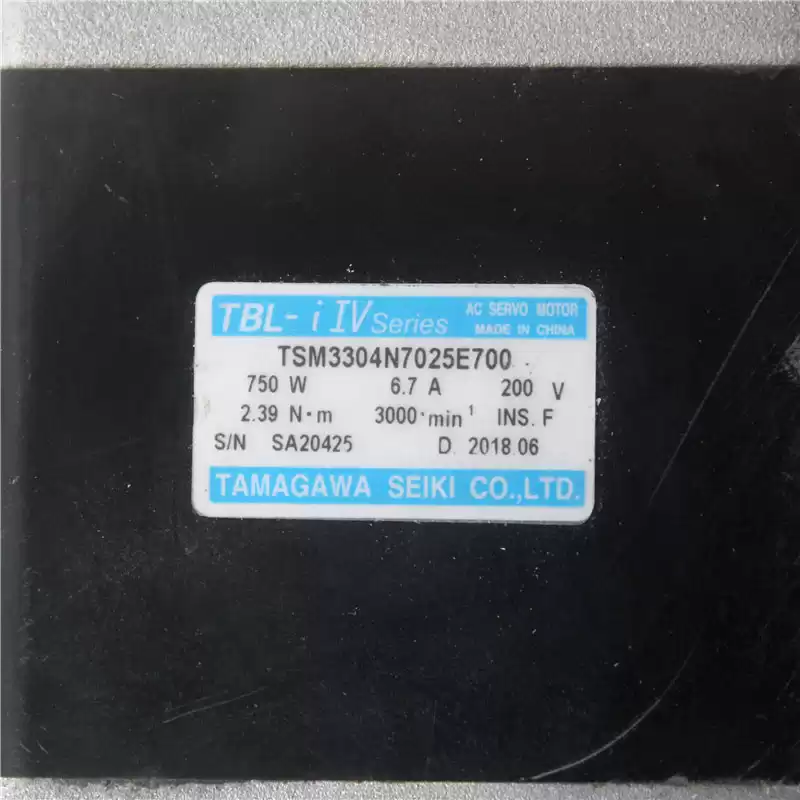 TBL-i IV Series AC SERVO MOTOR
MADE IN CHINA
TSM3304N7025E700
750 W 6.7 A 200 V
2.39 N·m 3000·min⁻¹ INS. F
S/N SA20425 D. 2018.06
TAMAGAWA SEIKI CO.,LTD.